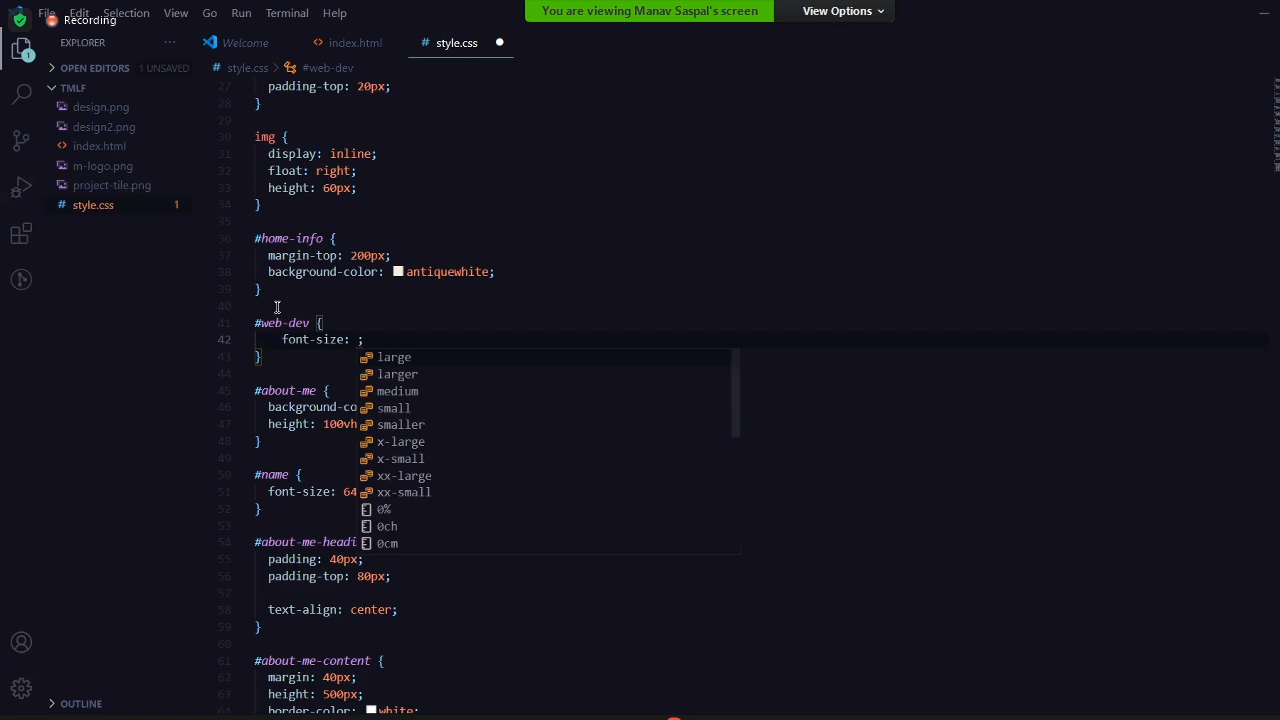 File Edit Selection View Go Run Terminal Help
Recording
You are viewing Manav Saspal's screen
View Options
EXPLORER
Welcome
index.html
style.css
OPEN EDITORS 1 UNSAVED
style.css > #web-dev
TMLF
design.png
design2.png
index.html
m-logo.png
project-tile.png
style.css 1
27 padding-top: 20px;
28 }
29
30 img {
31 display: inline;
32 float: right;
33 height: 60px;
34 }
35
36 #home-info {
37 margin-top: 200px;
38 background-color: antiquewhite;
39 }
40
41 #web-dev {
42 font-size: ;
43 }
large
44
larger
45 #about-me {
medium
46 background-co
small
47 height: 100vh
smaller
48 }
x-large
49
x-small
50 #name {
xx-large
51 font-size: 64
xx-small
52 }
0%
53
0ch
54 #about-me-headi
0cm
55 padding: 40px;
56 padding-top: 80px;
57
58 text-align: center;
59 }
60
61 #about-me-content {
62 margin: 40px;
63 height: 500px;
64 border-color: white;
OUTLINE